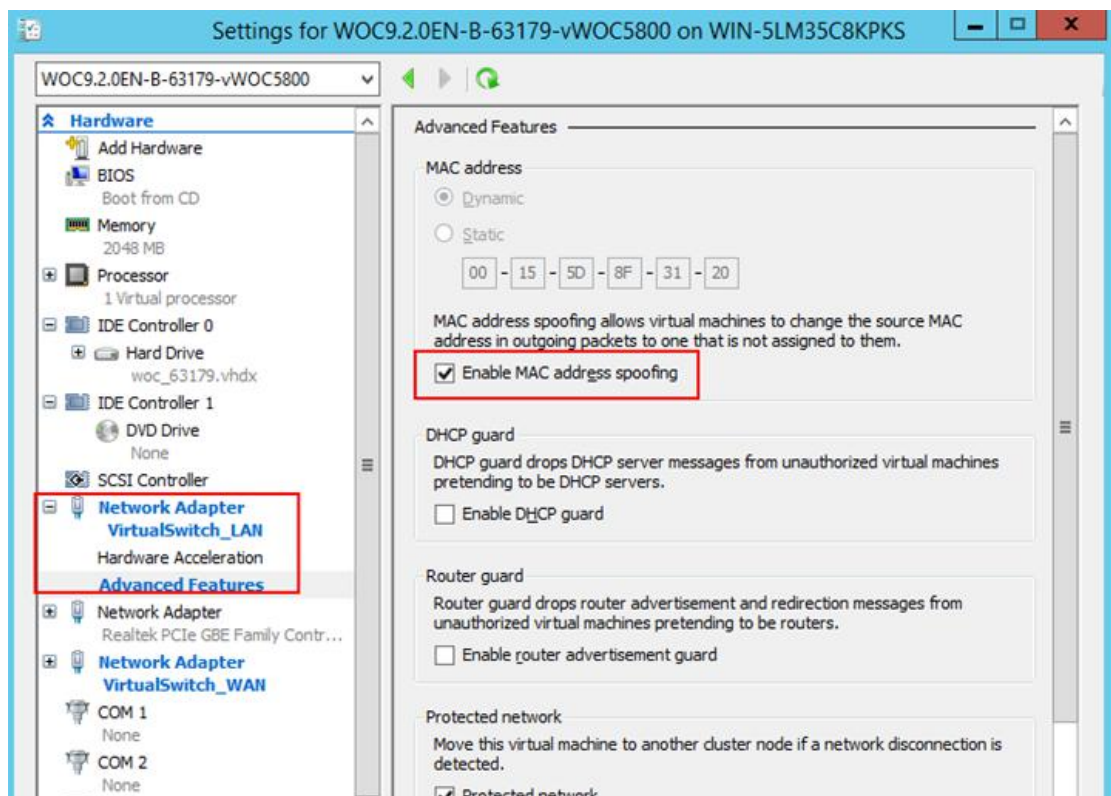 Settings for WOC9.2.0EN-B-63179-vWOC5800 on WIN-5LM35C8KPKS
WOC9.2.0EN-B-63179-vWOC5800
Hardware
Add Hardware
BIOS
Boot from CD
Memory
2048 MB
Processor
1 Virtual processor
IDE Controller 0
Hard Drive
woc_63179.vhdx
IDE Controller 1
DVD Drive
None
SCSI Controller
Network Adapter
VirtualSwitch_LAN
Hardware Acceleration
Advanced Features
Network Adapter
Realtek PCIe GBE Family Contr...
Network Adapter
VirtualSwitch_WAN
COM 1
None
COM 2
None
Advanced Features
MAC address
Dynamic
Static
00 - 15 - 5D - 8F - 31 - 20
MAC address spoofing allows virtual machines to change the source MAC
address in outgoing packets to one that is not assigned to them.
Enable MAC address spoofing
DHCP guard
DHCP guard drops DHCP server messages from unauthorized virtual machines
pretending to be DHCP servers.
Enable DHCP guard
Router guard
Router guard drops router advertisement and redirection messages from
unauthorized virtual machines pretending to be routers.
Enable router advertisement guard
Protected network
Move this virtual machine to another cluster node if a network disconnection is
detected.
Protected network